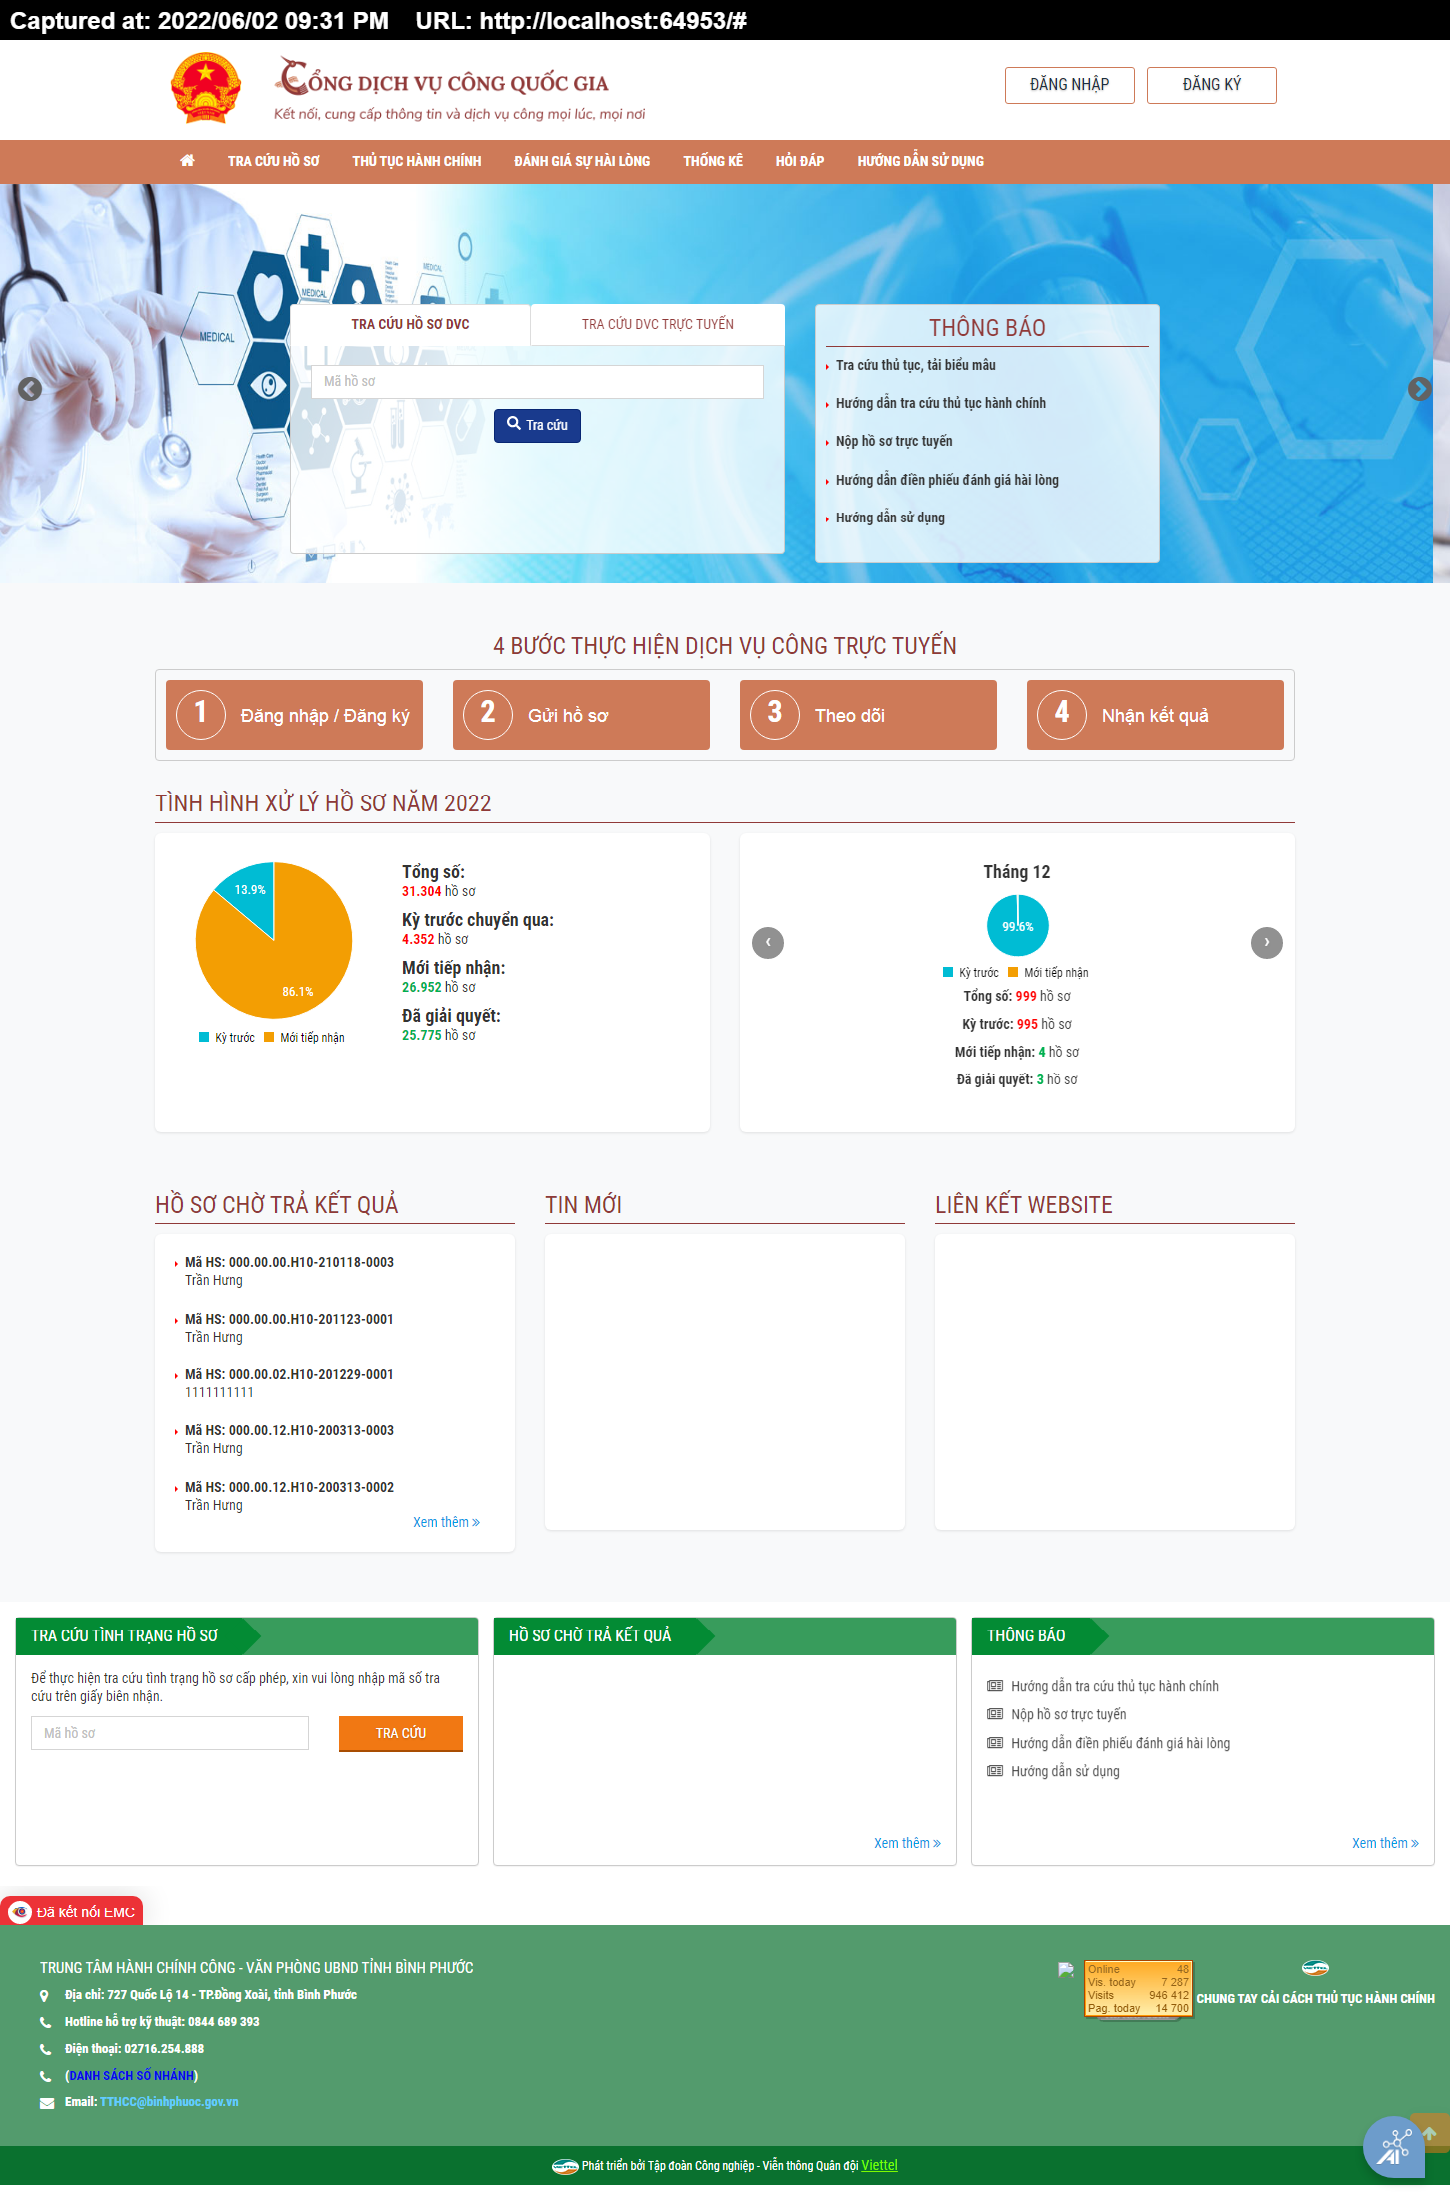 Captured at: 2022/06/02 09:31 PM    URL: http://localhost:64953/#
CỔNG DỊCH VỤ CÔNG QUỐC GIA
Kết nối, cung cấp thông tin và dịch vụ công mọi lúc, mọi nơi
ĐĂNG NHẬP
ĐĂNG KÝ
TRA CỨU HỒ SƠ
THỦ TỤC HÀNH CHÍNH
ĐÁNH GIÁ SỰ HÀI LÒNG
THỐNG KÊ
HỎI ĐÁP
HƯỚNG DẪN SỬ DỤNG
MEDICAL
MEDICAL
MEDICAL
TRA CỨU HỒ SƠ DVC
TRA CỨU DVC TRỰC TUYẾN
Mã hồ sơ
Tra cứu
THÔNG BÁO
Tra cứu thủ tục, tải biểu mẫu
Hướng dẫn tra cứu thủ tục hành chính
Nộp hồ sơ trực tuyến
Hướng dẫn điền phiếu đánh giá hài lòng
Hướng dẫn sử dụng
4 BƯỚC THỰC HIỆN DỊCH VỤ CÔNG TRỰC TUYẾN
1 Đăng nhập / Đăng ký
2 Gửi hồ sơ
3 Theo dõi
4 Nhận kết quả
TÌNH HÌNH XỬ LÝ HỒ SƠ NĂM 2022
13.9%
86.1%
Kỳ trước Mới tiếp nhận
Tổng số:
31.304 hồ sơ
Kỳ trước chuyển qua:
4.352 hồ sơ
Mới tiếp nhận:
26.952 hồ sơ
Đã giải quyết:
25.775 hồ sơ
Tháng 12
99.6%
Kỳ trước Mới tiếp nhận
Tổng số: 999 hồ sơ
Kỳ trước: 995 hồ sơ
Mới tiếp nhận: 4 hồ sơ
Đã giải quyết: 3 hồ sơ
HỒ SƠ CHỜ TRẢ KẾT QUẢ
Mã HS: 000.00.00.H10-210118-0003
Trần Hưng
Mã HS: 000.00.00.H10-201123-0001
Trần Hưng
Mã HS: 000.00.02.H10-201229-0001
1111111111
Mã HS: 000.00.12.H10-200313-0003
Trần Hưng
Mã HS: 000.00.12.H10-200313-0002
Trần Hưng
Xem thêm »
TIN MỚI
LIÊN KẾT WEBSITE
TRA CỨU TÌNH TRẠNG HỒ SƠ
Để thực hiện tra cứu tình trạng hồ sơ cấp phép, xin vui lòng nhập mã số tra
cứu trên giấy biên nhận.
Mã hồ sơ
TRA CỨU
HỒ SƠ CHỜ TRẢ KẾT QUẢ
Xem thêm »
THÔNG BÁO
Hướng dẫn tra cứu thủ tục hành chính
Nộp hồ sơ trực tuyến
Hướng dẫn điền phiếu đánh giá hài lòng
Hướng dẫn sử dụng
Xem thêm »
Đã kết nối EMC
TRUNG TÂM HÀNH CHÍNH CÔNG - VĂN PHÒNG UBND TỈNH BÌNH PHƯỚC
Địa chỉ: 727 Quốc Lộ 14 - TP.Đồng Xoài, tỉnh Bình Phước
Hotline hỗ trợ kỹ thuật: 0844 689 393
Điện thoại: 02716.254.888
(DANH SÁCH SỐ NHÁNH)
Email: TTHCC@binhphuoc.gov.vn
Online 48
Vis. today 7 287
Visits 946 412
Pag. today 14 700
CHUNG TAY CẢI CÁCH THỦ TỤC HÀNH CHÍNH
AI
Phát triển bởi Tập đoàn Công nghiệp - Viễn thông Quân đội Viettel